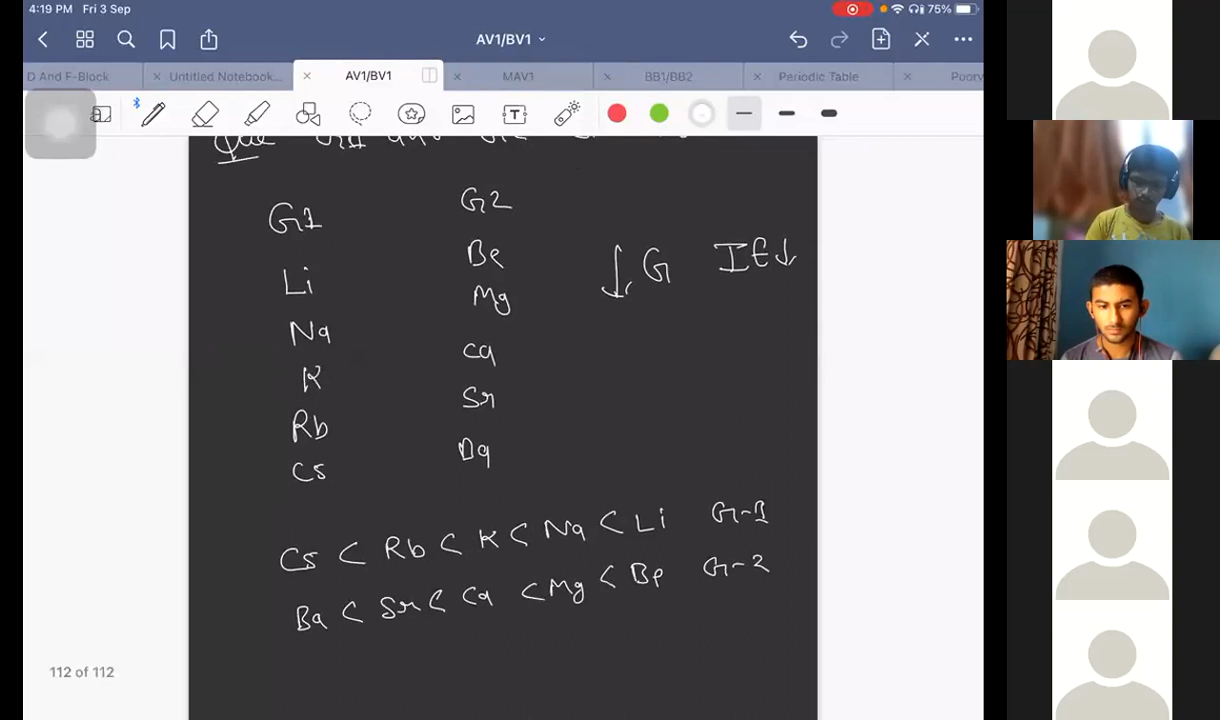 4:19 PM Fri 3 Sep
75%
AV1/BV1
D And F-Block
Untitled Notebook...
AV1/BV1
MAV1
BB1/BB2
Periodic Table
Poorv
Que
G1 G2
Li Be
Na Mg
K Ca
Rb Sr
Cs Ba
↓ G IE↓
Cs < Rb < K < Na < Li G-1
Ba < Sr < Ca < Mg < Be G-2
112 of 112